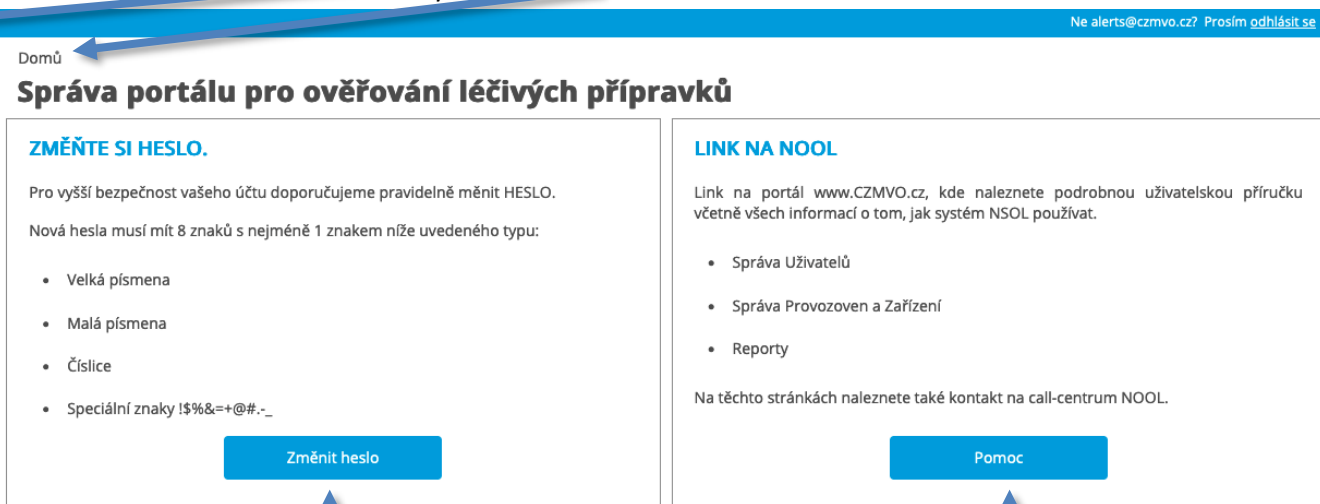 Ne alerts@czmvo.cz? Prosím odhlásit se
Domů
Správa portálu pro ověřování léčivých přípravků
ZMĚŇTE SI HESLO.
Pro vyšší bezpečnost vašeho účtu doporučujeme pravidelně měnit HESLO.
Nová hesla musí mít 8 znaků s nejméně 1 znakem níže uvedeného typu:
• Velká písmena
• Malá písmena
• Číslice
• Speciální znaky !$%&=+@#.-_
Změnit heslo
LINK NA NOOL
Link na portál www.CZMVO.cz, kde naleznete podrobnou uživatelskou příručku
včetně všech informací o tom, jak systém NSOL používat.
• Správa Uživatelů
• Správa Provozoven a Zařízení
• Reporty
Na těchto stránkách naleznete také kontakt na call-centrum NOOL.
Pomoc